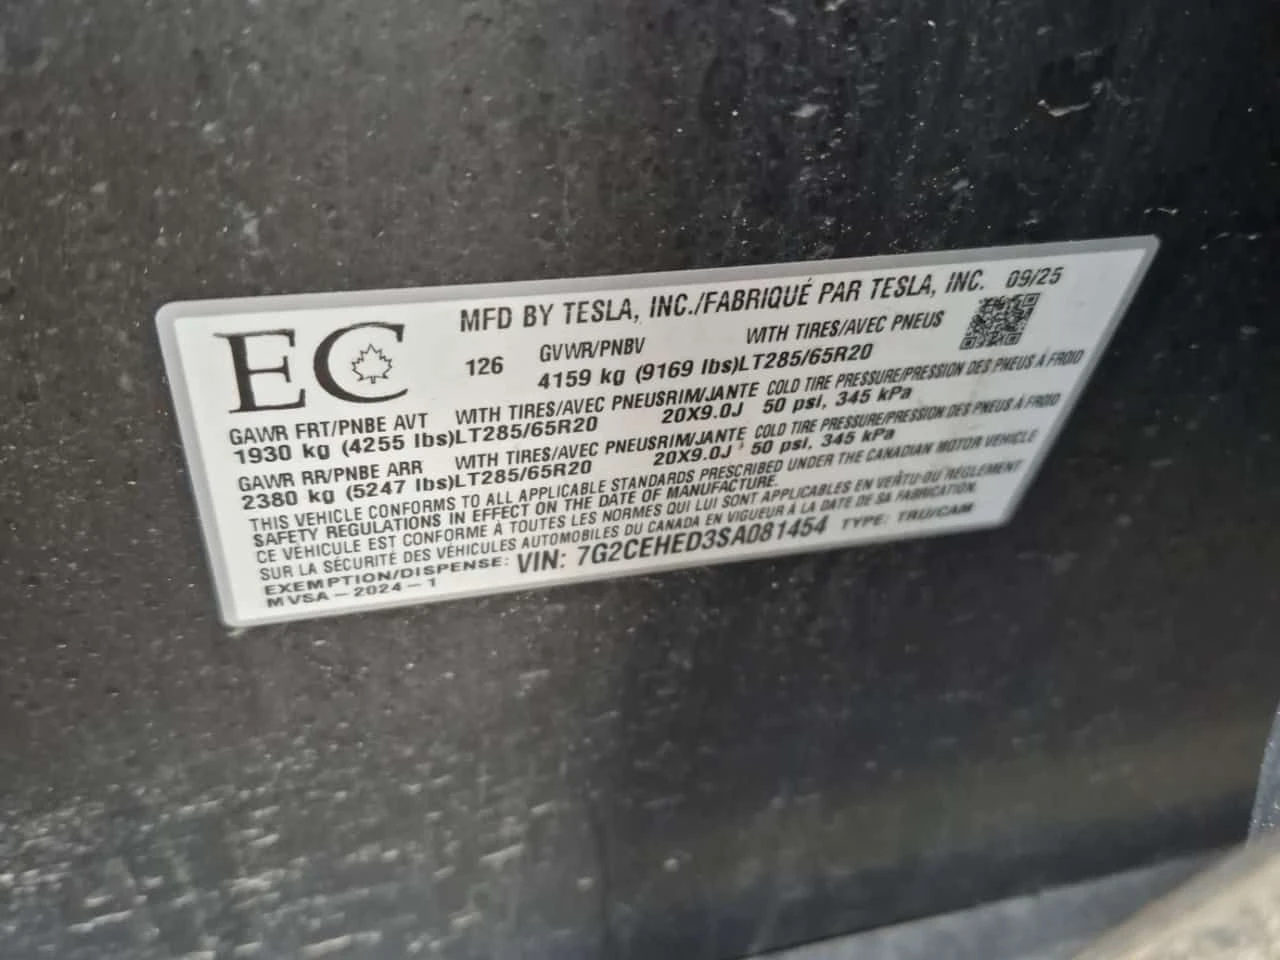 MFD BY TESLA, INC./FABRIQUÉ PAR TESLA, INC. 09/25
EC 126 GVWR/PNBV WITH TIRES/AVEC PNEUS
4159 kg (9169 lbs)LT285/65R20
GAWR FRT/PNBE AVT WITH TIRES/AVEC PNEUSRIM/JANTE COLD TIRE PRESSURE/PRESSION DES PNEUS À FROID
1930 kg (4255 lbs)LT285/65R20 20X9.0J 50 psi, 345 kPa
GAWR RR/PNBE ARR WITH TIRES/AVEC PNEUSRIM/JANTE COLD TIRE PRESSURE/PRESSION DES PNEUS À FROID
2380 kg (5247 lbs)LT285/65R20 20X9.0J 50 psi, 345 kPa
THIS VEHICLE CONFORMS TO ALL APPLICABLE STANDARDS PRESCRIBED UNDER THE CANADIAN MOTOR VEHICLE
SAFETY REGULATIONS IN EFFECT ON THE DATE OF MANUFACTURE.
CE VÉHICULE EST CONFORME À TOUTES LES NORMES QUI LUI SONT APPLICABLES EN VERTU DU RÈGLEMENT
SUR LA SÉCURITÉ DES VÉHICULES AUTOMOBILES DU CANADA EN VIGUEUR À LA DATE DE SA FABRICATION.
EXEMPTION/DISPENSE: VIN: 7G2CEHED3SA081454 TYPE: TRU/CAM
MVSA-2024-1